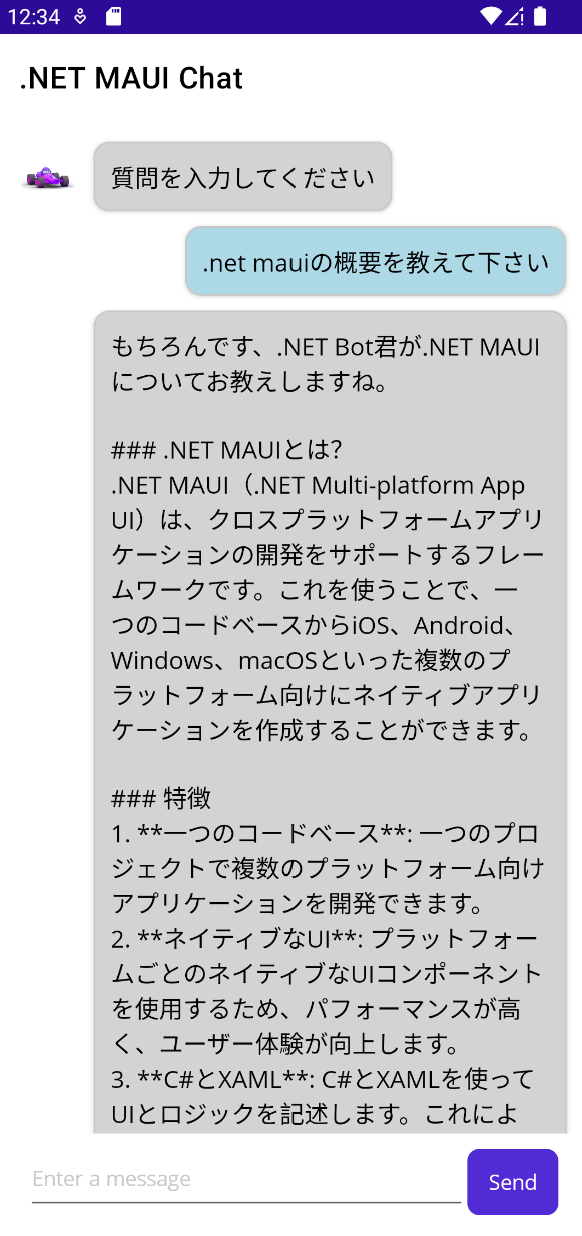 12:34
.NET MAUI Chat
質問を入力してください
.net mauiの概要を教えて下さい
もちろんです、.NET Bot君が.NET MAUI
についてお教えしますね。
### .NET MAUIとは？
.NET MAUI（.NET Multi-platform App
UI）は、クロスプラットフォームアプリ
ケーションの開発をサポートするフレー
ムワークです。これを使うことで、一
つのコードベースからiOS、Android、
Windows、macOSといった複数のプ
ラットフォーム向けにネイティブアプリ
ケーションを作成することができます。
### 特徴
1. **一つのコードベース**: 一つのプロ
ジェクトで複数のプラットフォーム向け
アプリケーションを開発できます。
2. **ネイティブなUI**: プラットフォー
ムごとのネイティブなUIコンポーネント
を使用するため、パフォーマンスが高
く、ユーザー体験が向上します。
3. **C#とXAML**: C#とXAMLを使って
UIとロジックを記述します。これによ
Enter a message
Send